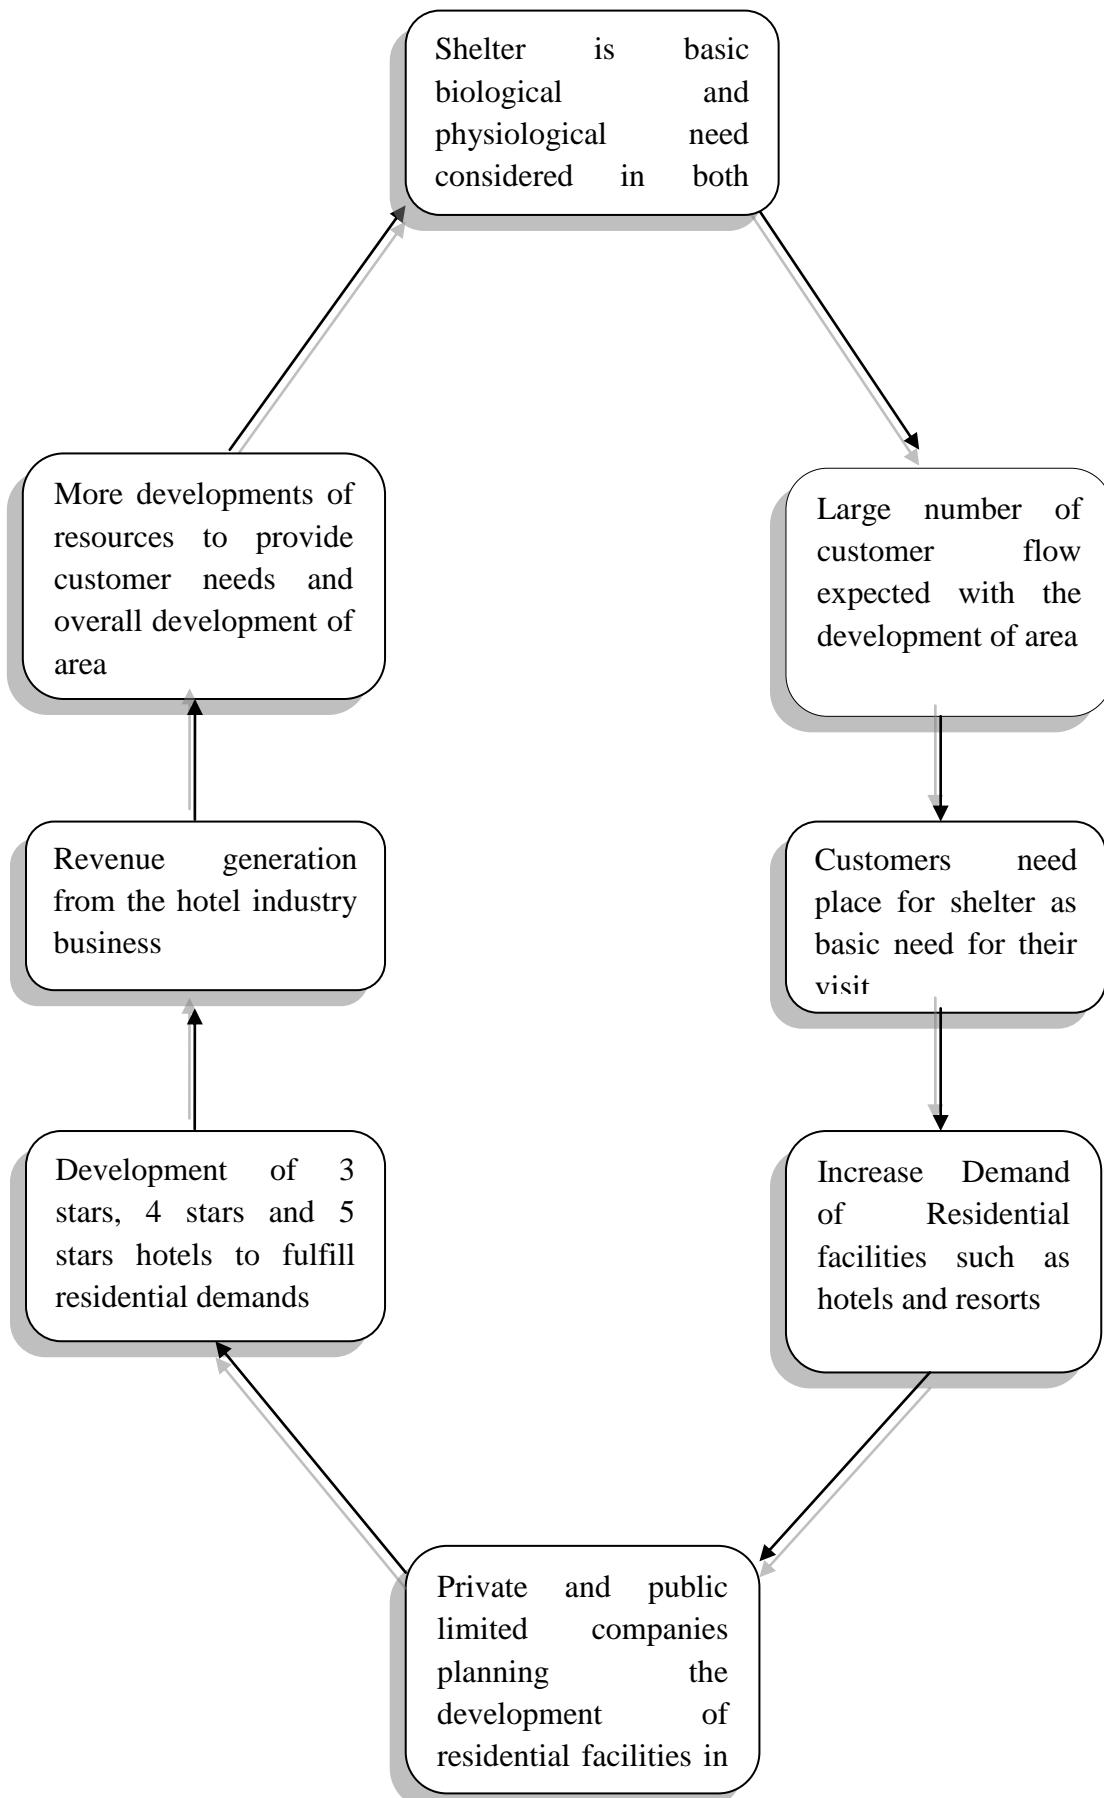 Shelter is basic
biological and
physiological need
considered in both
Large number of
customer flow
expected with the
development of area
Customers need
place for shelter as
basic need for their
visit
Increase Demand
of Residential
facilities such as
hotels and resorts
Private and public
limited companies
planning the
development of
residential facilities in
Development of 3
stars, 4 stars and 5
stars hotels to fulfill
residential demands
Revenue generation
from the hotel industry
business
More developments of
resources to provide
customer needs and
overall development of
area